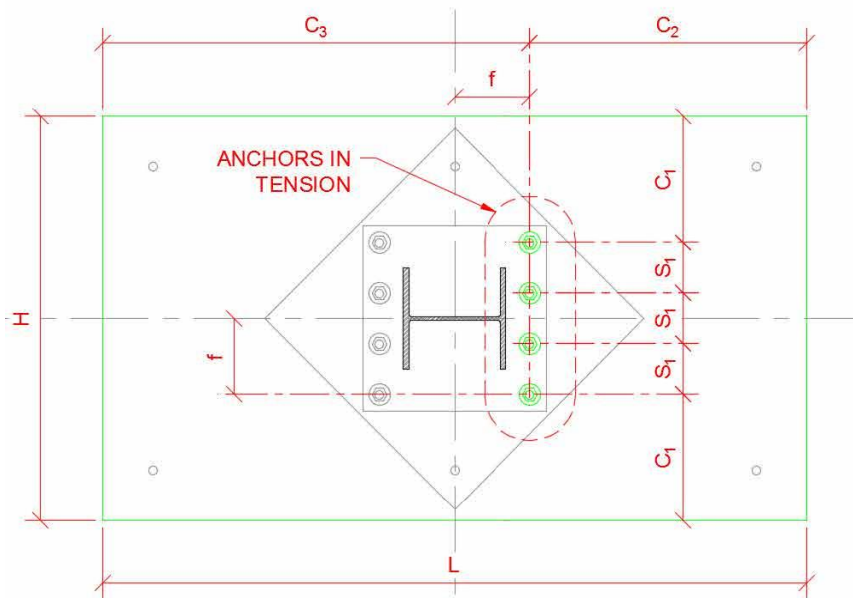 C3
C2
f
ANCHORS IN
TENSION
C1
S1
S1
S1
H
f
C1
L